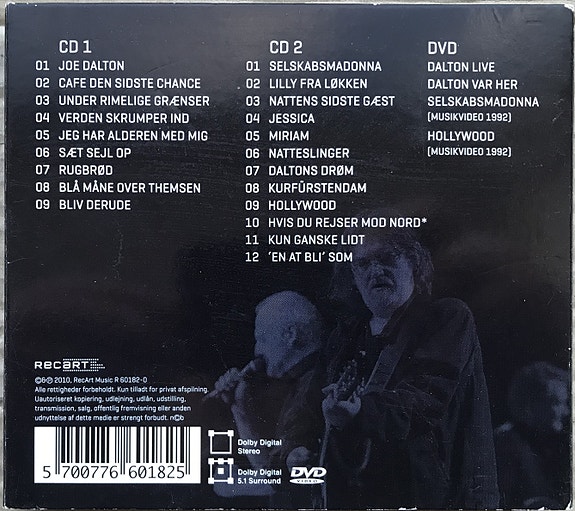 CD 1
01 JOE DALTON
02 CAFE DEN SIDSTE CHANCE
03 UNDER RIMELIGE GRÆNSER
04 VERDEN SKRUMPER IND
05 JEG HAR ALDEREN MED MIG
06 SÆT SEJL OP
07 RUGBRØD
08 BLÅ MÅNE OVER THEMSEN
09 BLIV DERUDE
CD 2
01 SELSKABSMADONNA
02 LILLY FRA LØKKEN
03 NATTENS SIDSTE GÆST
04 JESSICA
05 MIRIAM
06 NATTESLINGER
07 DALTONS DRØM
08 KURFÜRSTENDAM
09 HOLLYWOOD
10 HVIS DU REJSER MOD NORD*
11 KUN GANSKE LIDT
12 'EN AT BLI' SOM
DVD
DALTON LIVE
DALTON VAR HER
SELSKABSMADONNA
(MUSIKVIDEO 1992)
HOLLYWOOD
(MUSIKVIDEO 1992)
RECART
©&℗ 2010, RecArt Music R 60182-0
Alle rettigheder forbeholdt. Kun tilladt for privat afspilning.
Uautoriseret kopiering, udlejning, udlån, udstilling,
transmission, salg, offentlig fremvisning eller anden
udnyttelse af dette medie er strengt forbudt. n©b
5 700776 601825
Dolby Digital
Stereo
Dolby Digital
5.1 Surround
DVD
VIDEO